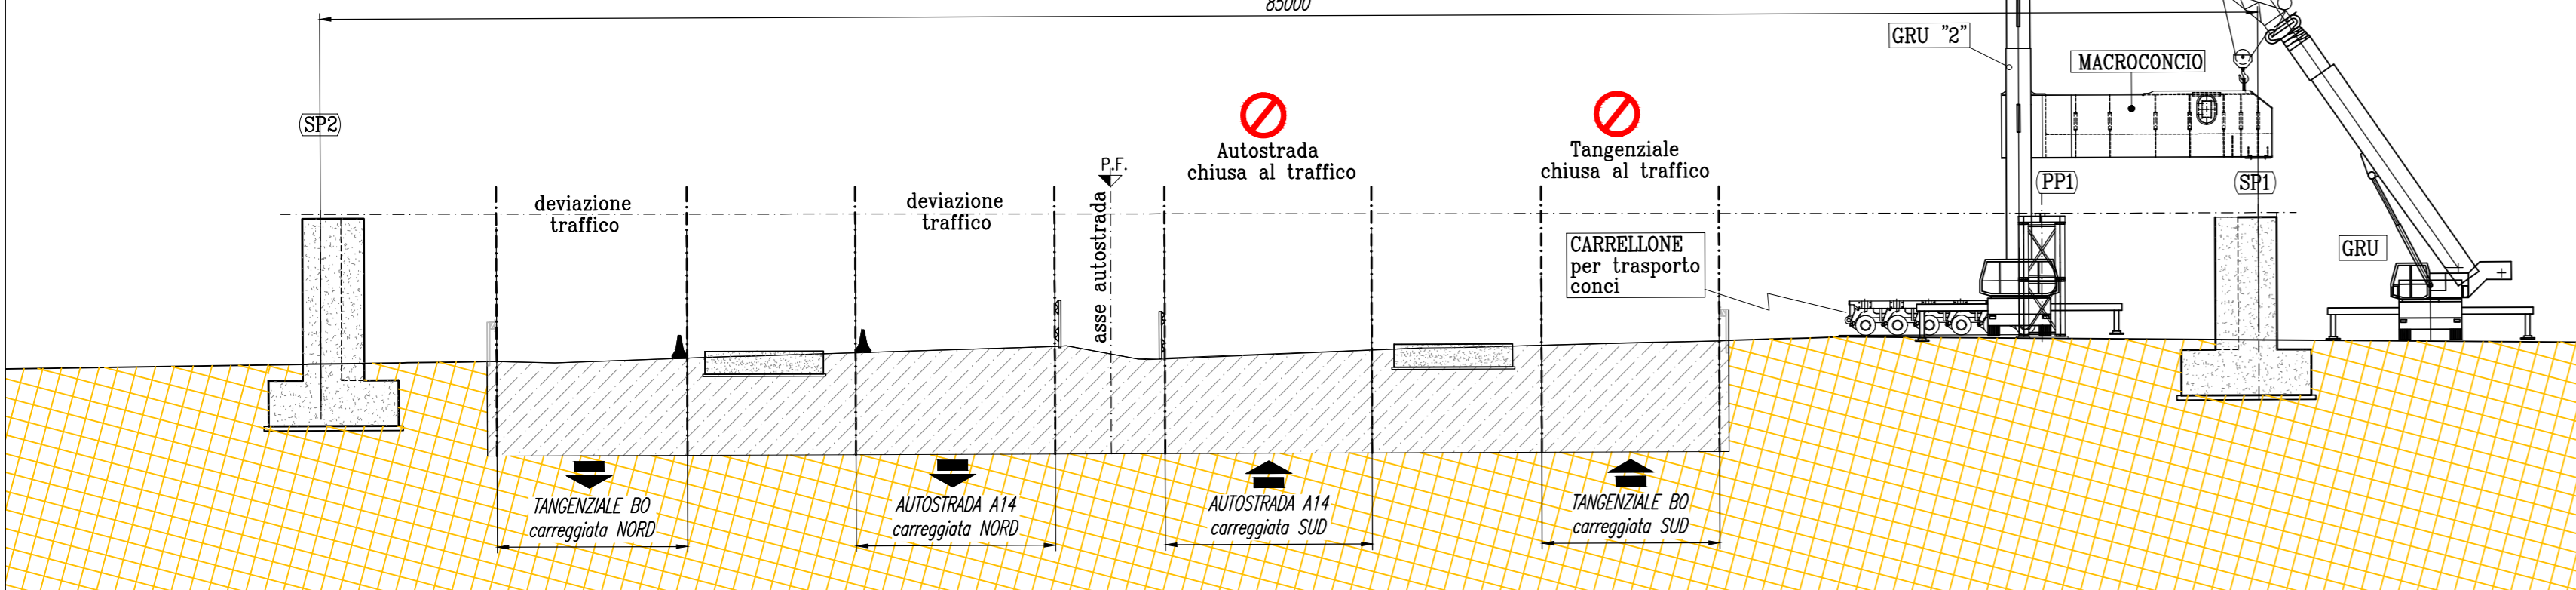 85000
GRU "2"
MACROCONCIO
SP2
Autostrada
chiusa al traffico
Tangenziale
chiusa al traffico
P.F.
PP1
SP1
deviazione
traffico
deviazione
traffico
asse autostrada
CARRELLONE
per trasporto
conci
GRU
TANGENZIALE BO
carreggiata NORD
AUTOSTRADA A14
carreggiata NORD
AUTOSTRADA A14
carreggiata SUD
TANGENZIALE BO
carreggiata SUD